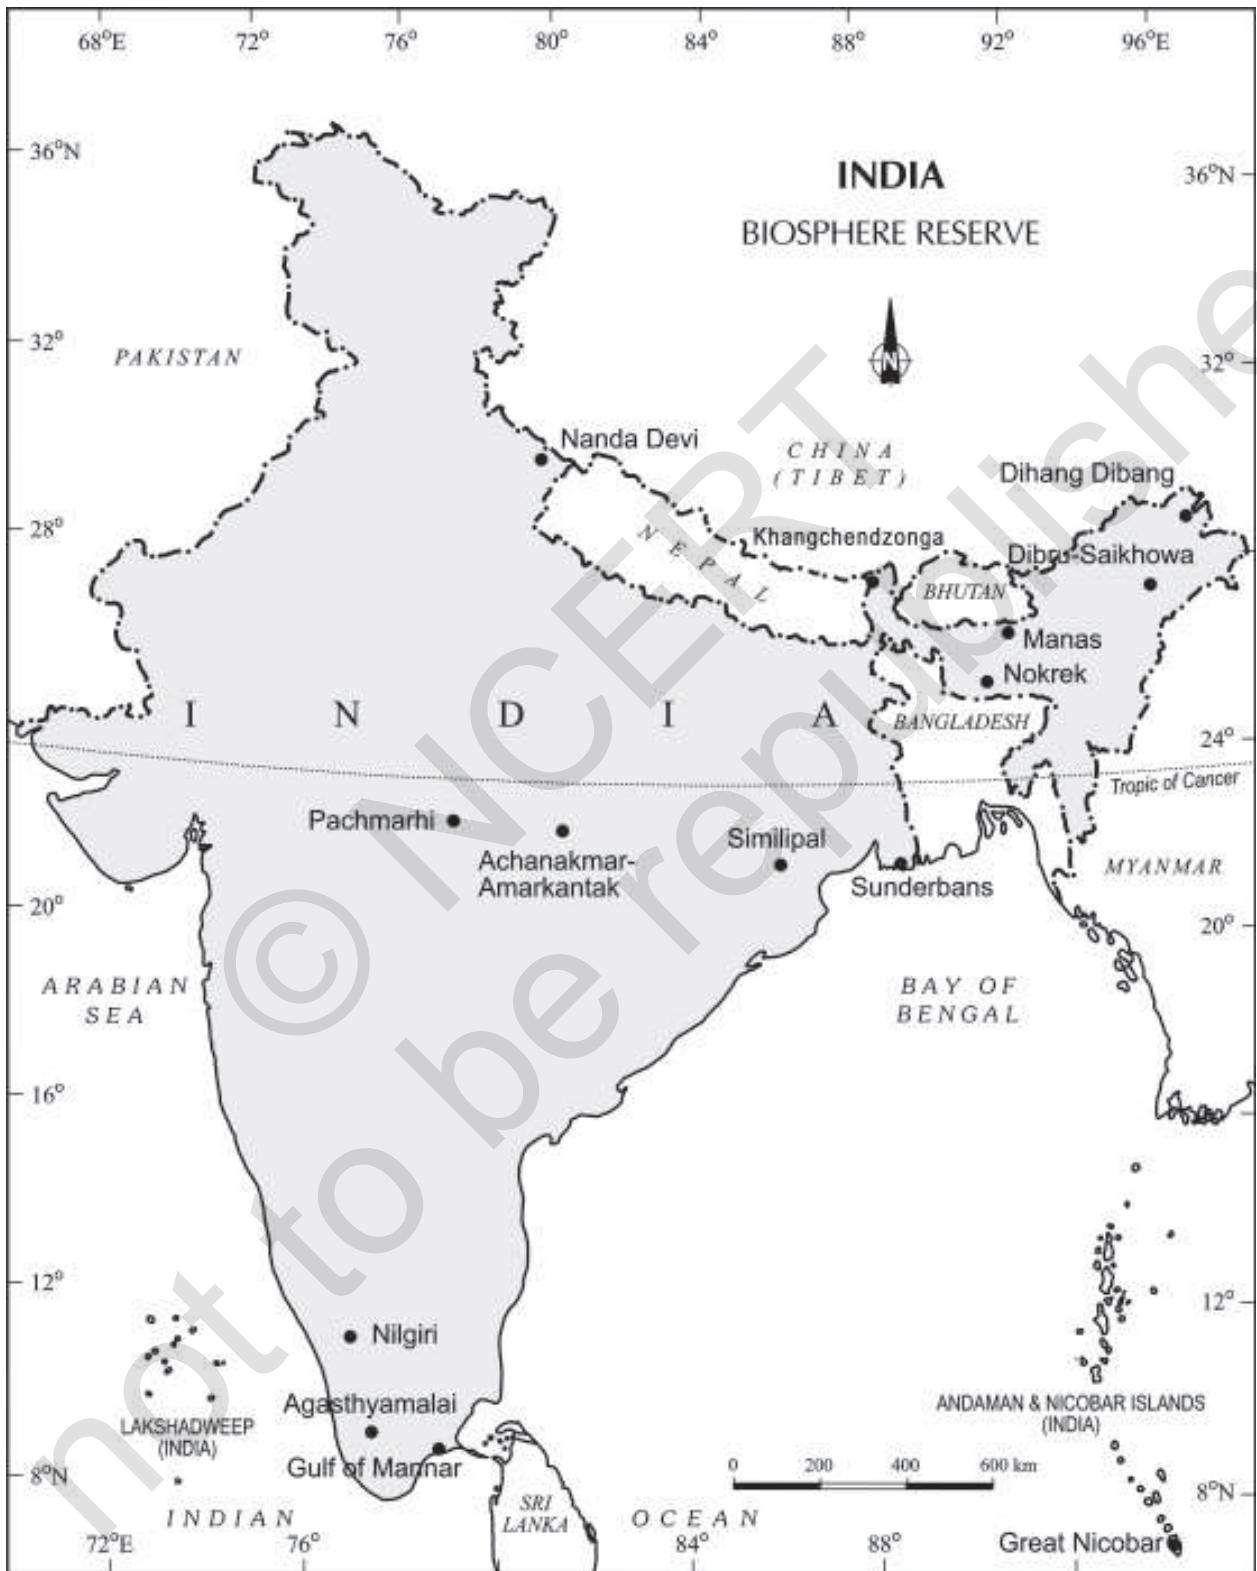 68°E 72° 76° 80° 84° 88° 92° 96°E
36°N
INDIA
36°N
BIOSPHERE RESERVE
32°
PAKISTAN
N
32°
Nanda Devi
CHINA
(TIBET)
Dihang Dibang
28°
NEPAL
Khangchendzonga
Dibru-Saikhowa
BHUTAN
Manas
Nokrek
INDIA
BANGLADESH
24°
Tropic of Cancer
Pachmarhi
Achanakmar-
Amarkantak
Similipal
Sunderbans
MYANMAR
20°
20°
ARABIAN
SEA
BAY OF
BENGAL
16°
12°
12°
Nilgiri
Agasthyamalai
LAKSHADWEEP
(INDIA)
Gulf of Mannar
ANDAMAN & NICOBAR ISLANDS
(INDIA)
0 200 400 600 km
8°N
8°N
SRI
LANKA
INDIAN OCEAN
Great Nicobar
72°E 76° 84° 88°
© NCERT
not to be republishe